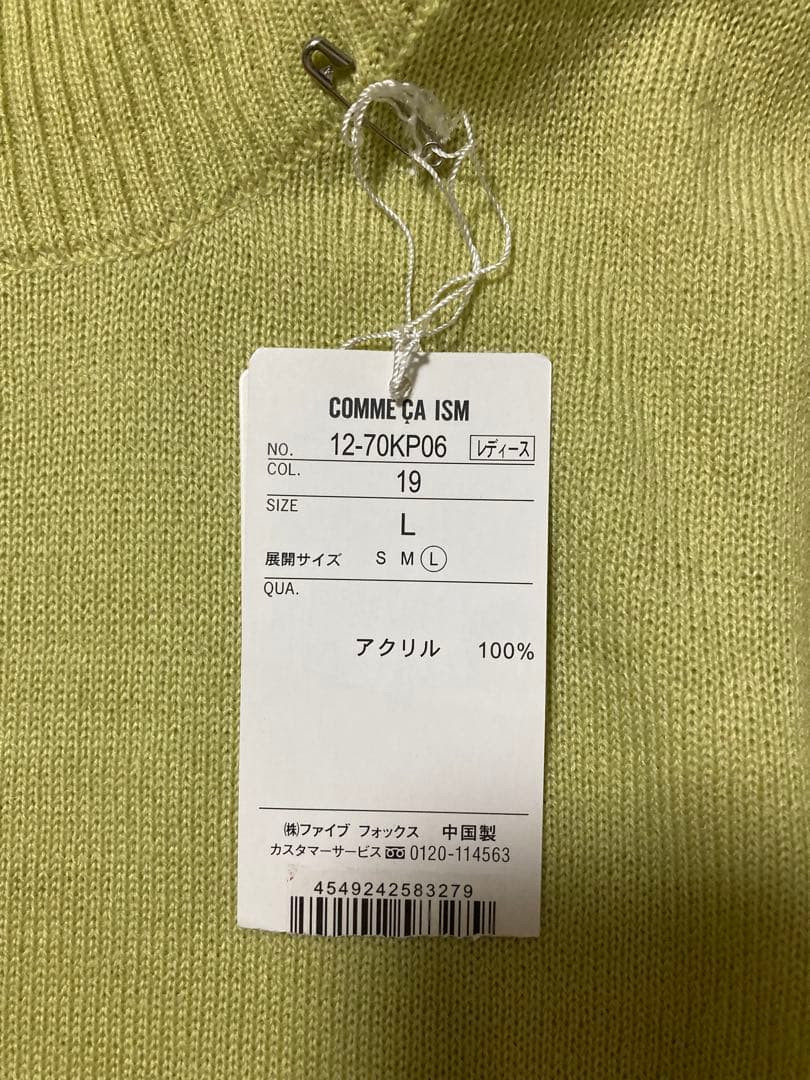 COMME ÇA ISM
NO. 12-70KP06 レディース
COL. 19
SIZE
L
展開サイズ S M L
QUA.
アクリル 100%
㈱ファイブ フォックス 中国製
カスタマーサービス 0120-114563
4549242583279